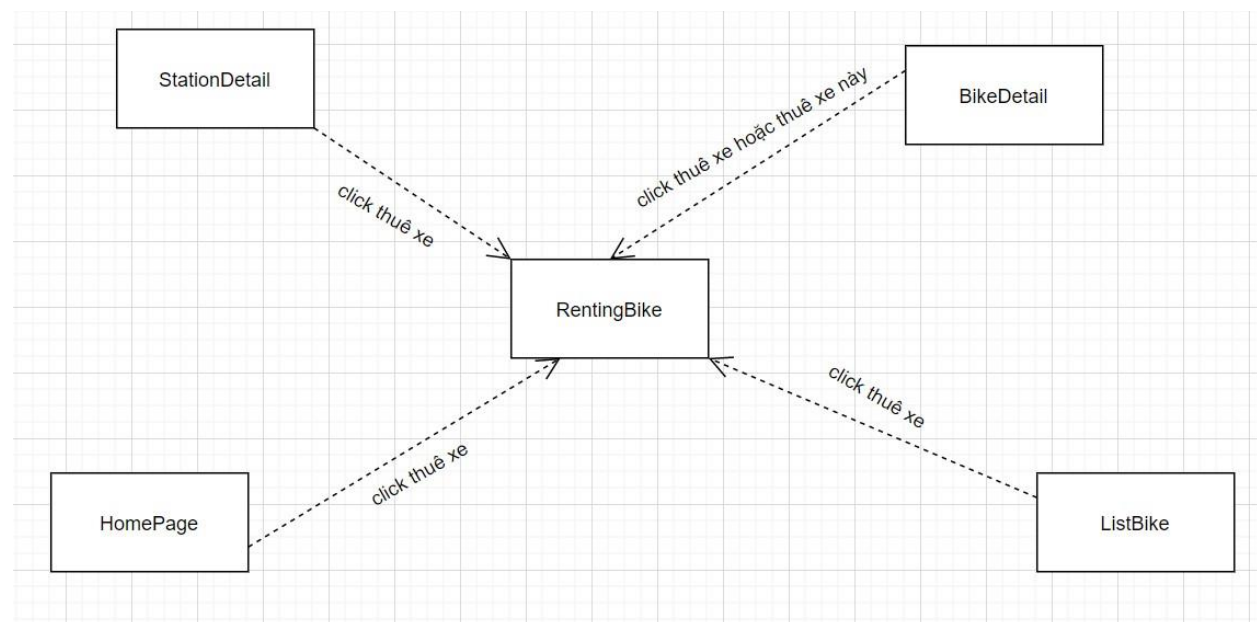 StationDetail
BikeDetail
click thuê xe hoặc thuê xe này
click thuê xe
RentingBike
click thuê xe
click thuê xe
HomePage
ListBike